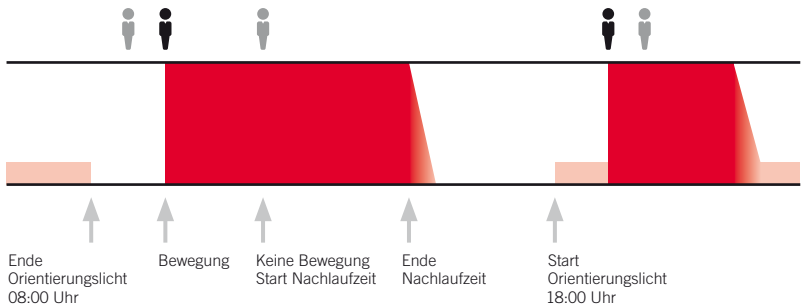 Ende
Orientierungslicht
08:00 Uhr
Bewegung
Keine Bewegung
Start Nachlaufzeit
Ende
Nachlaufzeit
Start
Orientierungslicht
18:00 Uhr